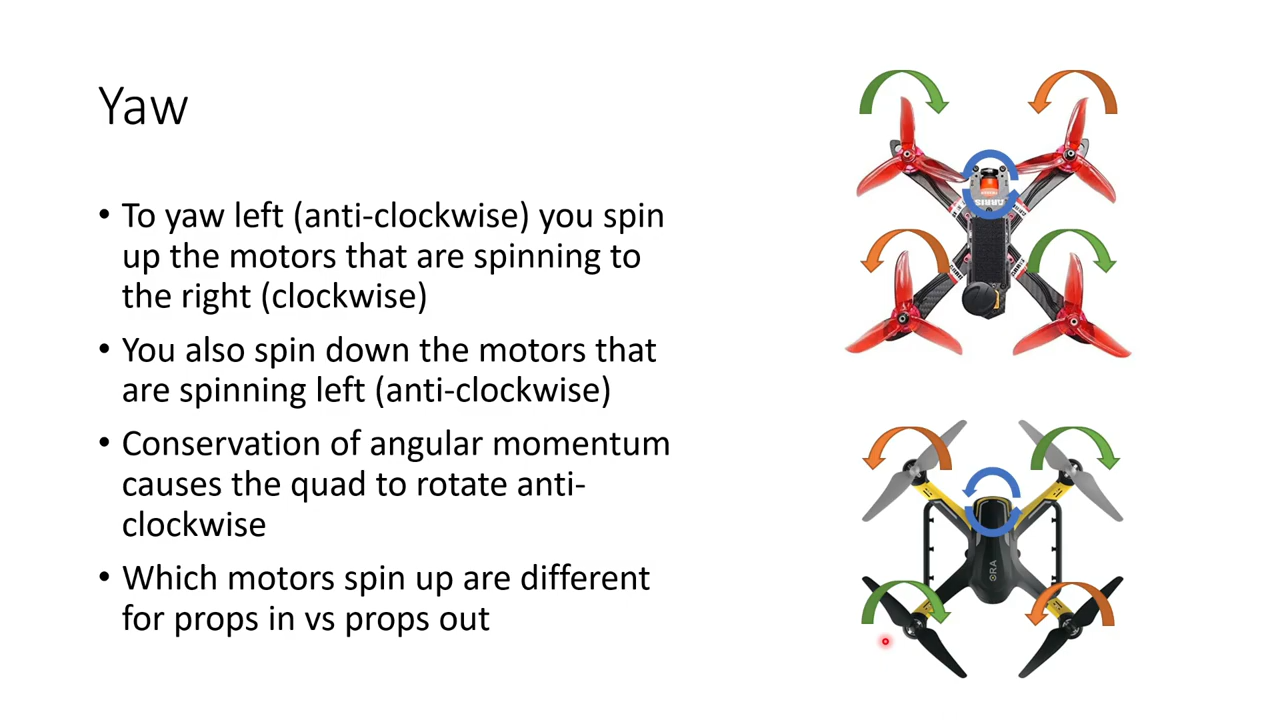 Yaw
• To yaw left (anti-clockwise) you spin
up the motors that are spinning to
the right (clockwise)
• You also spin down the motors that
are spinning left (anti-clockwise)
• Conservation of angular momentum
causes the quad to rotate anti-
clockwise
• Which motors spin up are different
for props in vs props out